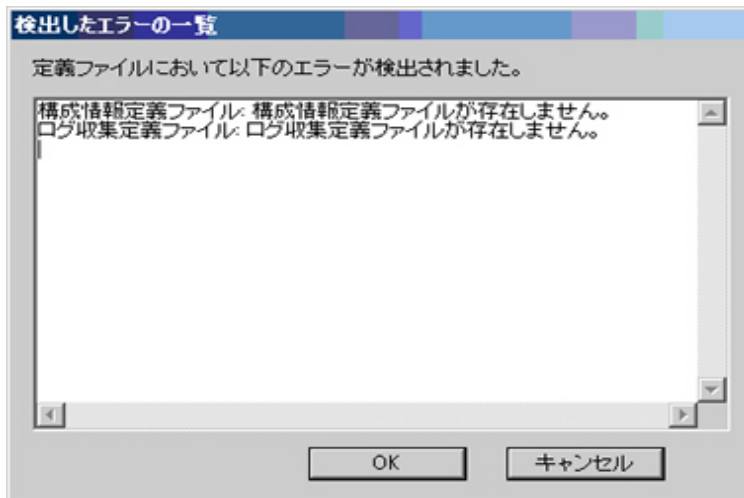 検出したエラーの一覧
定義ファイルにおいて以下のエラーが検出されました。
構成情報定義ファイル: 構成情報定義ファイルが存在しません。
ログ収集定義ファイル: ログ収集定義ファイルが存在しません。
OK キャンセル